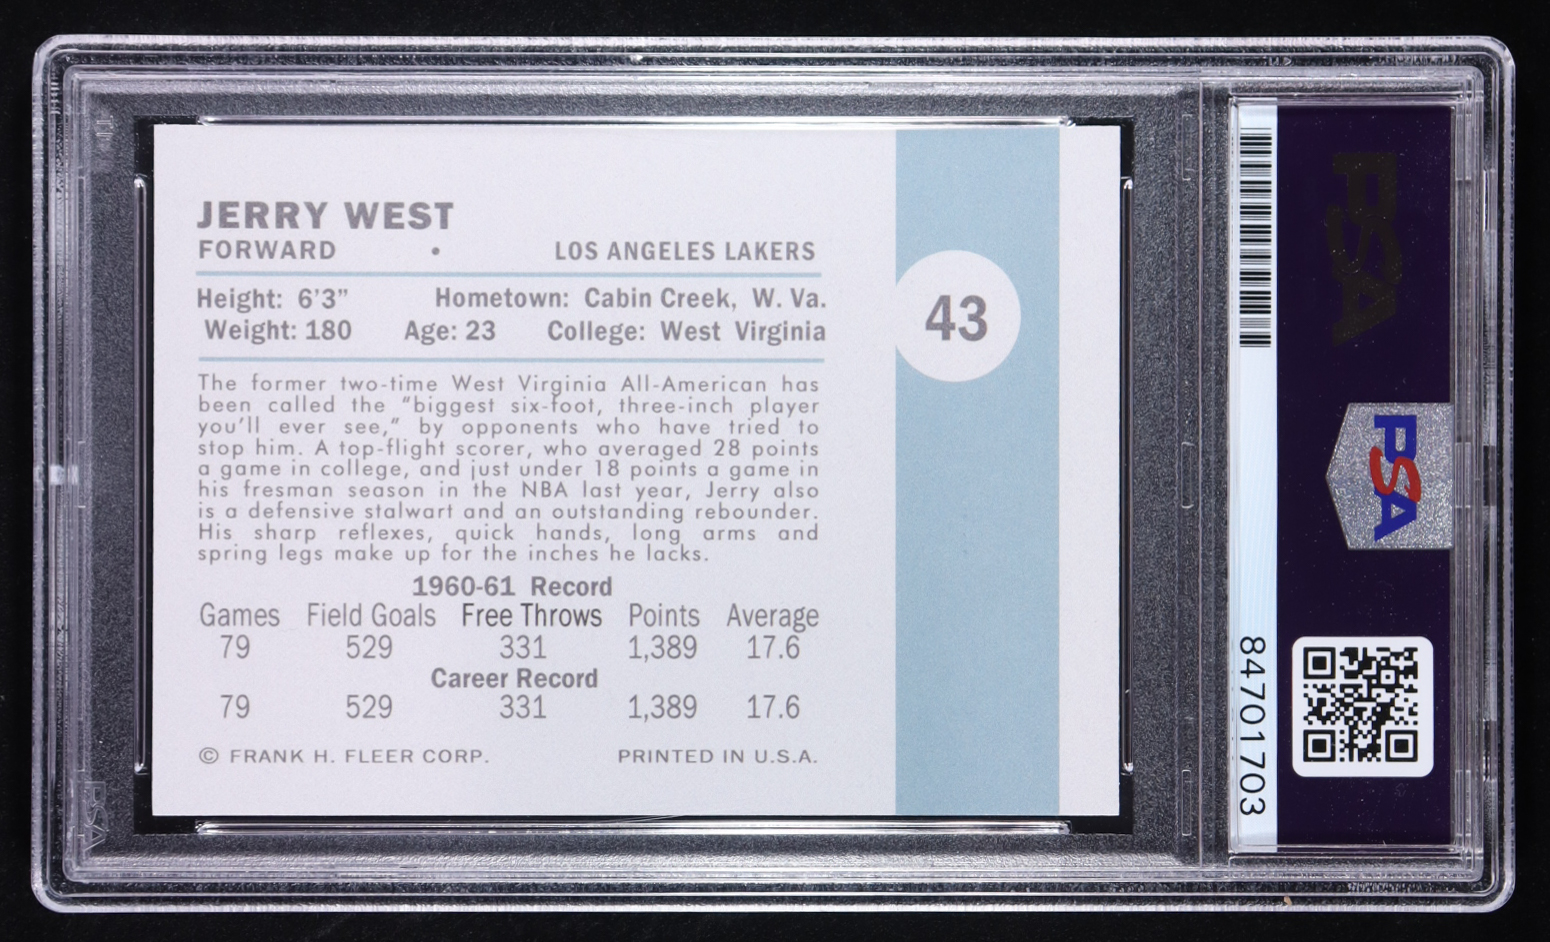 JERRY WEST
FORWARD • LOS ANGELES LAKERS
Height: 6'3" Hometown: Cabin Creek, W. Va.
Weight: 180 Age: 23 College: West Virginia
43
The former two-time West Virginia All-American has
been called the "biggest six-foot, three-inch player
you'll ever see," by opponents who have tried to
stop him. A top-flight scorer, who averaged 28 points
a game in college, and just under 18 points a game in
his fresman season in the NBA last year, Jerry also
is a defensive stalwart and an outstanding rebounder.
His sharp reflexes, quick hands, long arms and
spring legs make up for the inches he lacks.
1960-61 Record
Games Field Goals Free Throws Points Average
79 529 331 1,389 17.6
Career Record
79 529 331 1,389 17.6
© FRANK H. FLEER CORP. PRINTED IN U.S.A.
PSA
PSA
84701703
PSA